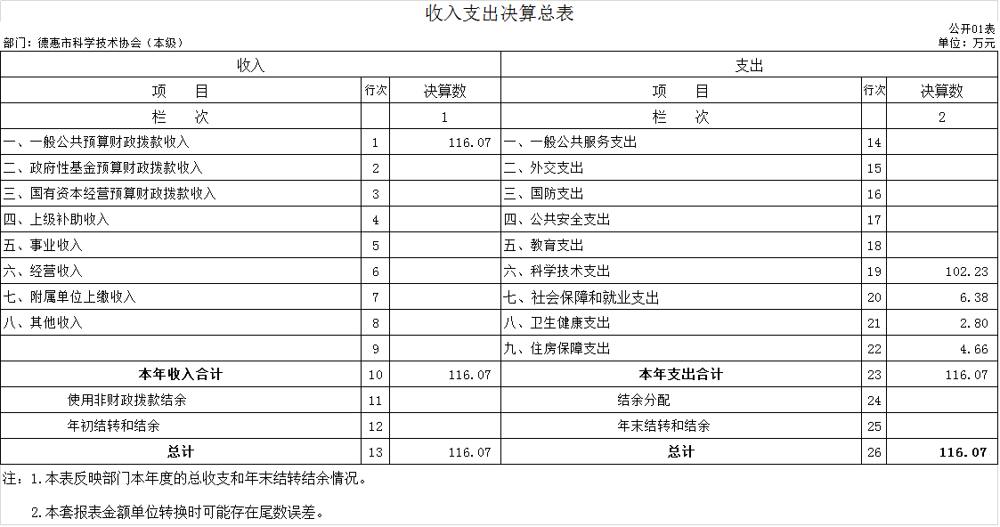 收入支出决算总表
公开01表
部门：德惠市科学技术协会（本级） 单位：万元
收入 支出
项 目 行次 决算数 项 目 行次 决算数
栏 次 1 栏 次 2
一、一般公共预算财政拨款收入 1 116.07 一、一般公共服务支出 14
二、政府性基金预算财政拨款收入 2 二、外交支出 15
三、国有资本经营预算财政拨款收入 3 三、国防支出 16
四、上级补助收入 4 四、公共安全支出 17
五、事业收入 5 五、教育支出 18
六、经营收入 6 六、科学技术支出 19 102.23
七、附属单位上缴收入 7 七、社会保障和就业支出 20 6.38
八、其他收入 8 八、卫生健康支出 21 2.80
9 九、住房保障支出 22 4.66
本年收入合计 10 116.07 本年支出合计 23 116.07
使用非财政拨款结余 11 结余分配 24
年初结转和结余 12 年末结转和结余 25
总计 13 116.07 总计 26 116.07
注：1.本表反映部门本年度的总收支和年末结转结余情况。
2.本套报表金额单位转换时可能存在尾数误差。